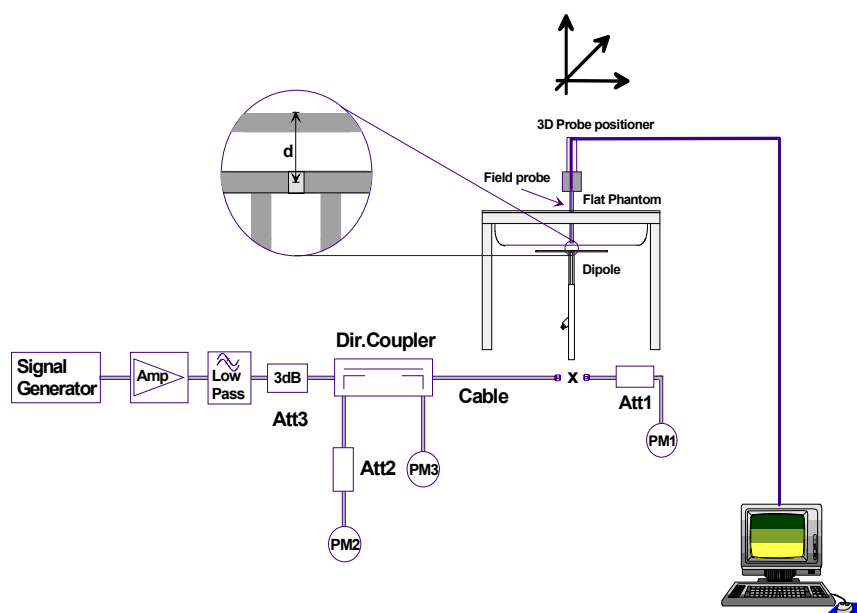 3D Probe positioner
d
Field probe
Flat Phantom
Dipole
Dir.Coupler
Signal
Generator
Amp
Low
Pass
3dB
Cable
x
Att1
Att3
PM1
Att2
PM3
PM2